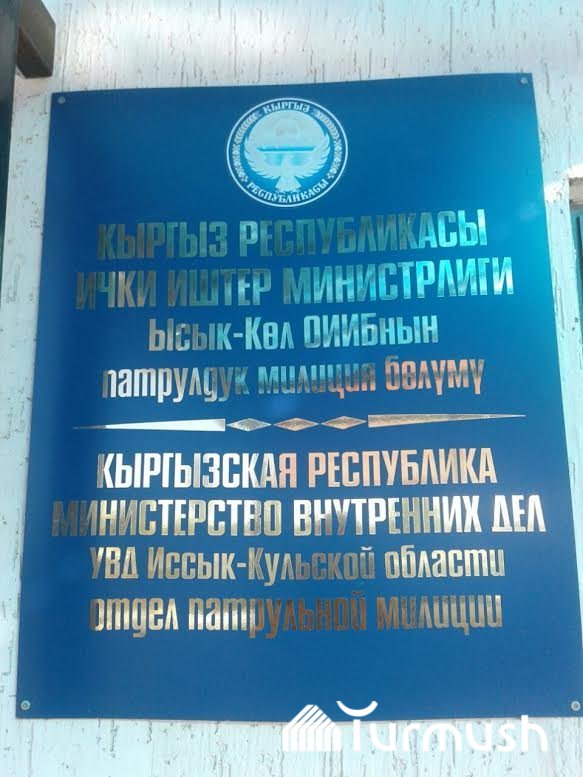 КЫРГЫЗ
РЕСПУБЛИКАСЫ
КЫРГЫЗ РЕСПУБЛИКАСЫ
ИЧКИ ИШТЕР МИНИСТРЛИГИ
Ысык-Көл ОИИБнын
патрулдук милиция бөлүмү
КЫРГЫЗСКАЯ РЕСПУБЛИКА
МИНИСТЕРСТВО ВНУТРЕННИХ ДЕЛ
УВД Иссык-Кульской области
отдел патрульной милиции
Turmush